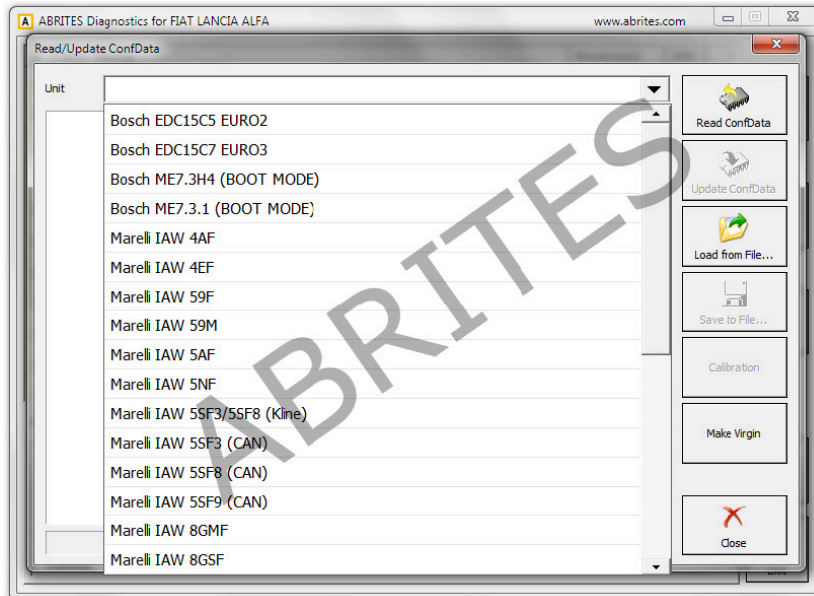 A ABRITES Diagnostics for FIAT LANCIA ALFA
www.abrites.com
Read/Update ConfData
Unit
Bosch EDC15C5 EURO2
Bosch EDC15C7 EURO3
Bosch ME7.3H4 (BOOT MODE)
Bosch ME7.3.1 (BOOT MODE)
Marelli IAW 4AF
Marelli IAW 4EF
Marelli IAW 59F
Marelli IAW 59M
Marelli IAW 5AF
Marelli IAW 5NF
Marelli IAW 5SF3/5SF8 (Kline)
Marelli IAW 5SF3 (CAN)
Marelli IAW 5SF8 (CAN)
Marelli IAW 5SF9 (CAN)
Marelli IAW 8GMF
Marelli IAW 8GSF
Read ConfData
Update ConfData
Load from File...
Save to File...
Calibration
Make Virgin
Close
ABRITES